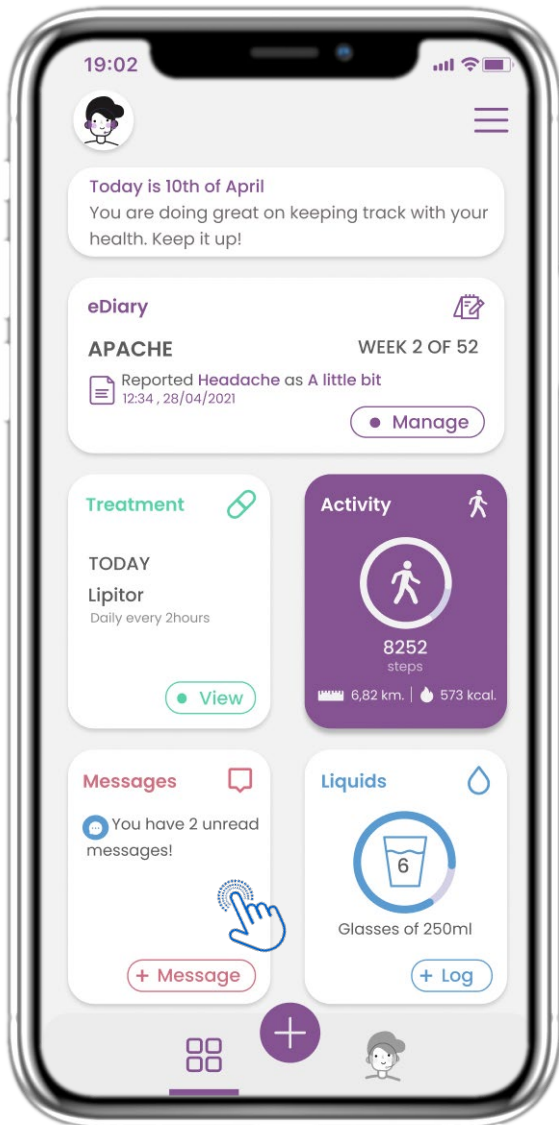 19:02
Today is 10th of April
You are doing great on keeping track with your
health. Keep it up!
eDiary
APACHE
WEEK 2 OF 52
Reported Headache as A little bit
12:34 , 28/04/2021
Manage
Treatment
TODAY
Lipitor
Daily every 2hours
View
Activity
8252
steps
6,82 km. | 573 kcal.
Messages
You have 2 unread
messages!
+ Message
Liquids
6
Glasses of 250ml
+ Log